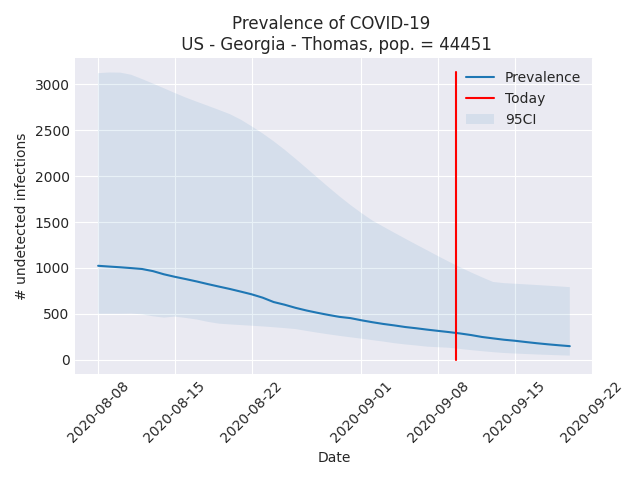 Prevalence of COVID-19
US - Georgia - Thomas, pop. = 44451
Prevalence
Today
95CI
# undetected infections
3000
2500
2000
1500
1000
500
0
2020-08-08
2020-08-15
2020-08-22
2020-09-01
2020-09-08
2020-09-15
2020-09-22
Date